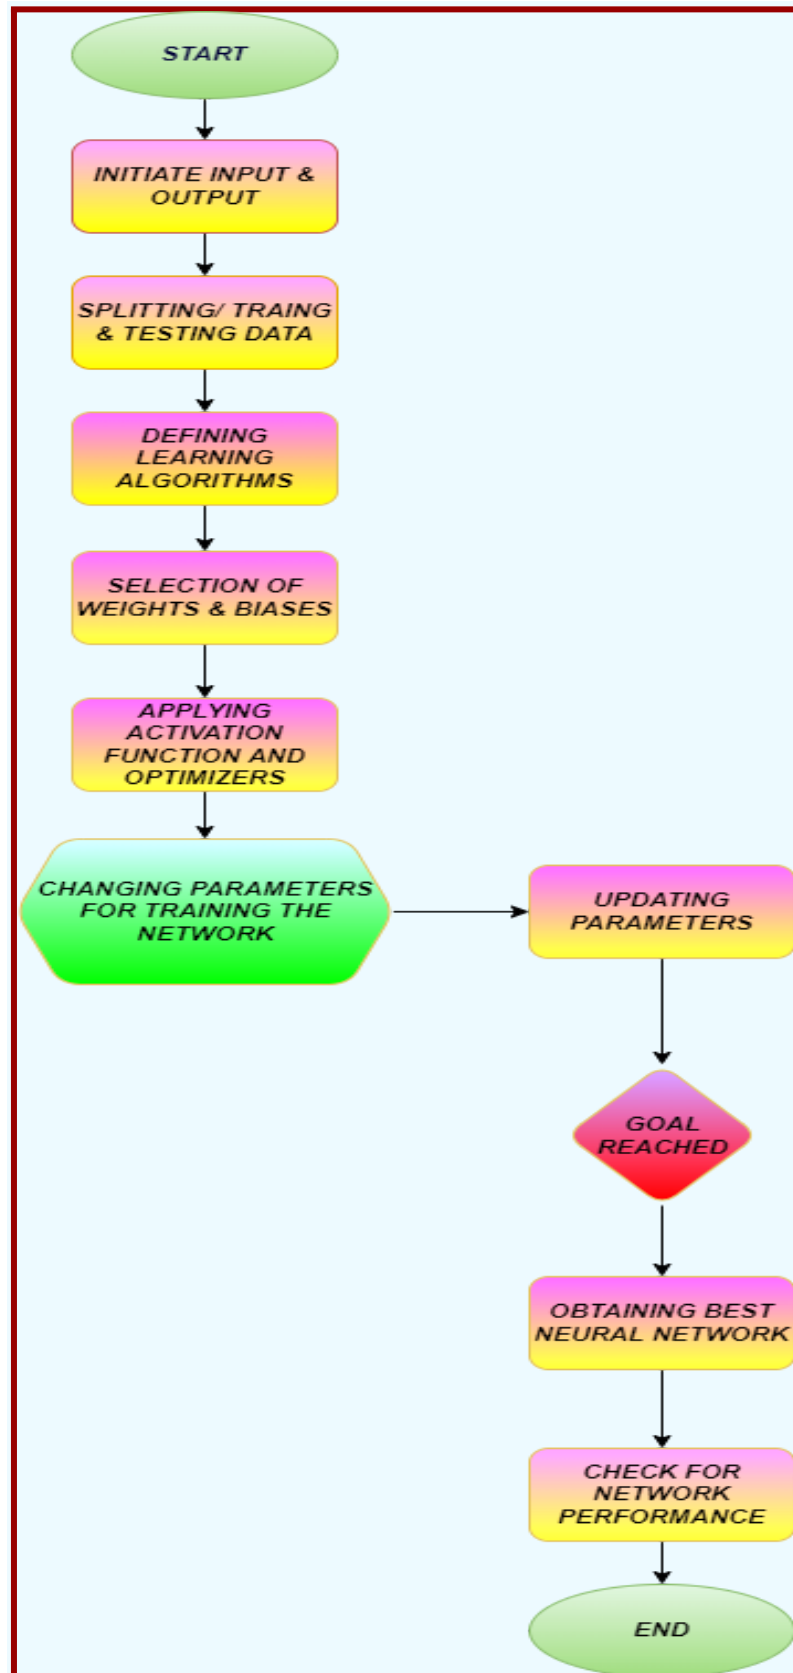 START
INITIATE INPUT &
OUTPUT
SPLITTING/ TRAING
& TESTING DATA
DEFINING
LEARNING
ALGORITHMS
SELECTION OF
WEIGHTS & BIASES
APPLYING
ACTIVATION
FUNCTION AND
OPTIMIZERS
CHANGING PARAMETERS
FOR TRAINING THE
NETWORK
UPDATING
PARAMETERS
GOAL
REACHED
OBTAINING BEST
NEURAL NETWORK
CHECK FOR
NETWORK
PERFORMANCE
END